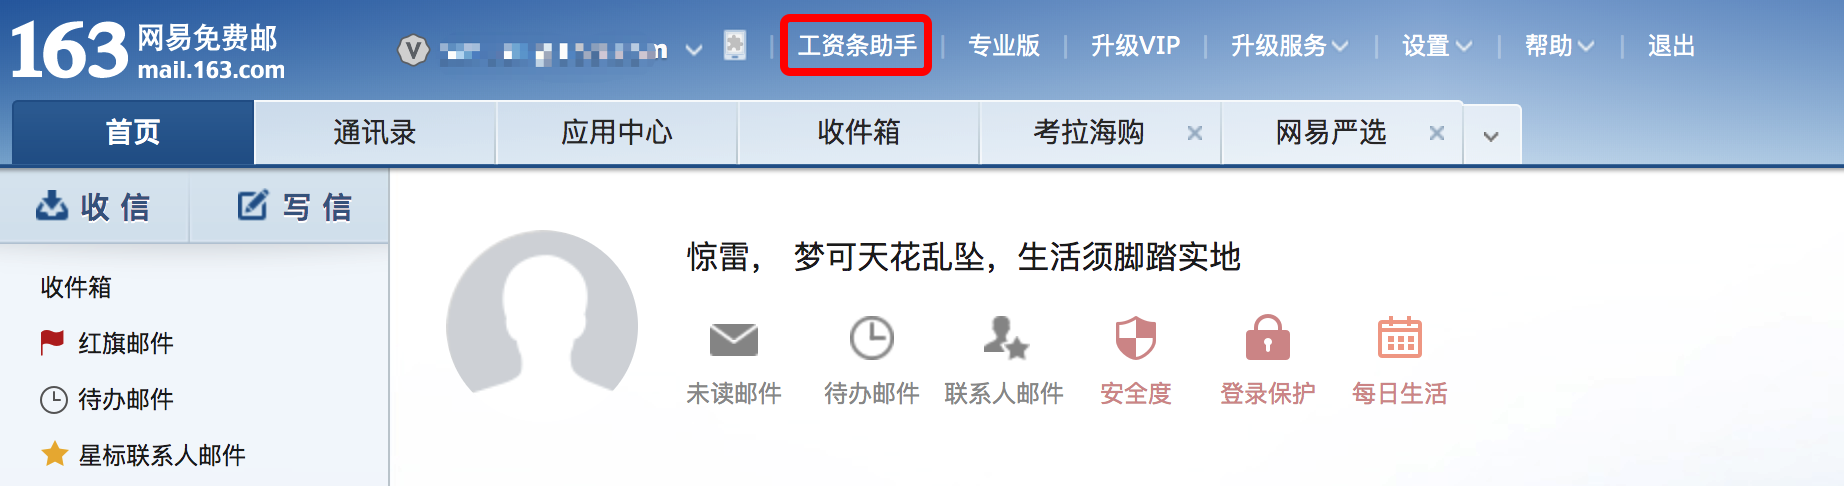 163 网易免费邮
mail.163.com
工资条助手 专业版 升级VIP 升级服务 设置 帮助 退出
首页 通讯录 应用中心 收件箱 考拉海购 网易严选
收信 写信
收件箱
红旗邮件
待办邮件
星标联系人邮件
惊雷， 梦可天花乱坠，生活须脚踏实地
未读邮件 待办邮件 联系人邮件 安全度 登录保护 每日生活